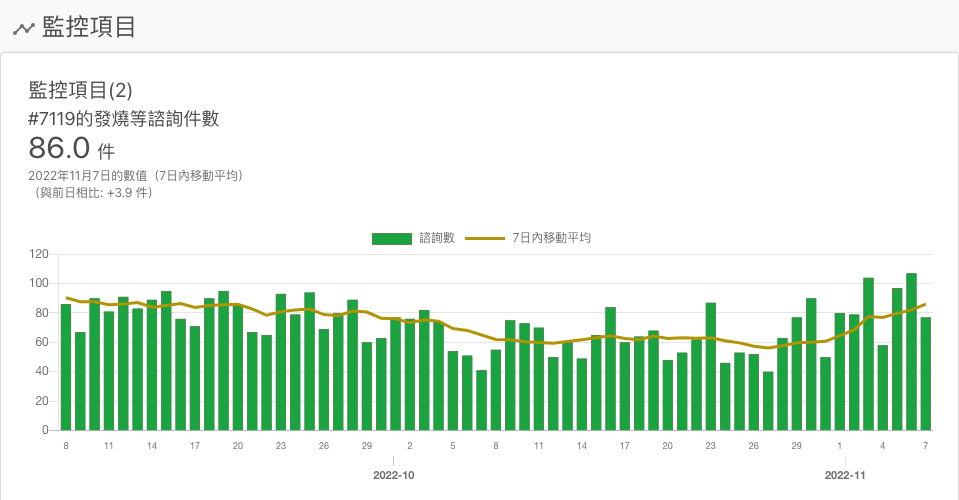 監控項目
監控項目(2)
#7119的發燒等諮詢件數
86.0 件
2022年11月7日的數值（7日內移動平均）
（與前日相比: +3.9 件）
諮詢數 7日內移動平均
120
100
80
60
40
20
0
8 11 14 17 20 23 26 29 2 5 8 11 14 17 20 23 26 29 1 4 7
2022-10 2022-11